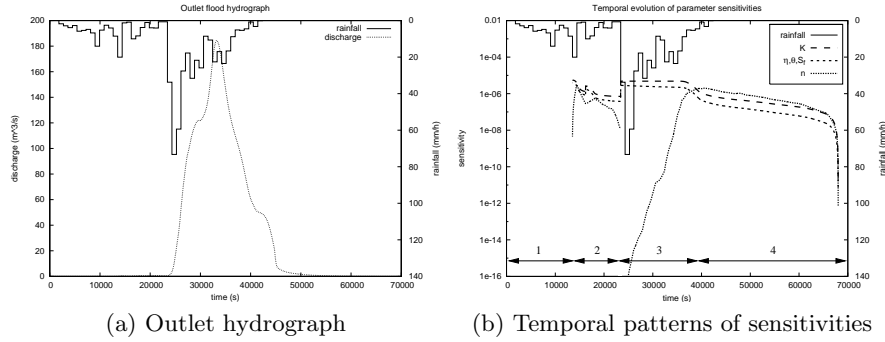 Outlet flood hydrograph
rainfall
discharge
200
180
160
140
120
100
80
60
40
20
0
0
20
40
60
80
100
120
140
0
10000
20000
30000
40000
50000
60000
70000
discharge (m^3/s)
rainfall (mm/h)
time (s)
(a) Outlet hydrograph
Temporal evolution of parameter sensitivities
rainfall
K
η,θ,Sf
n
0.01
0.0001
1e-06
1e-08
1e-10
1e-12
1e-14
1e-16
0
20
40
60
80
100
120
140
1
2
3
4
0
10000
20000
30000
40000
50000
60000
70000
sensitivity
rainfall (mm/h)
time (s)
(b) Temporal patterns of sensitivities